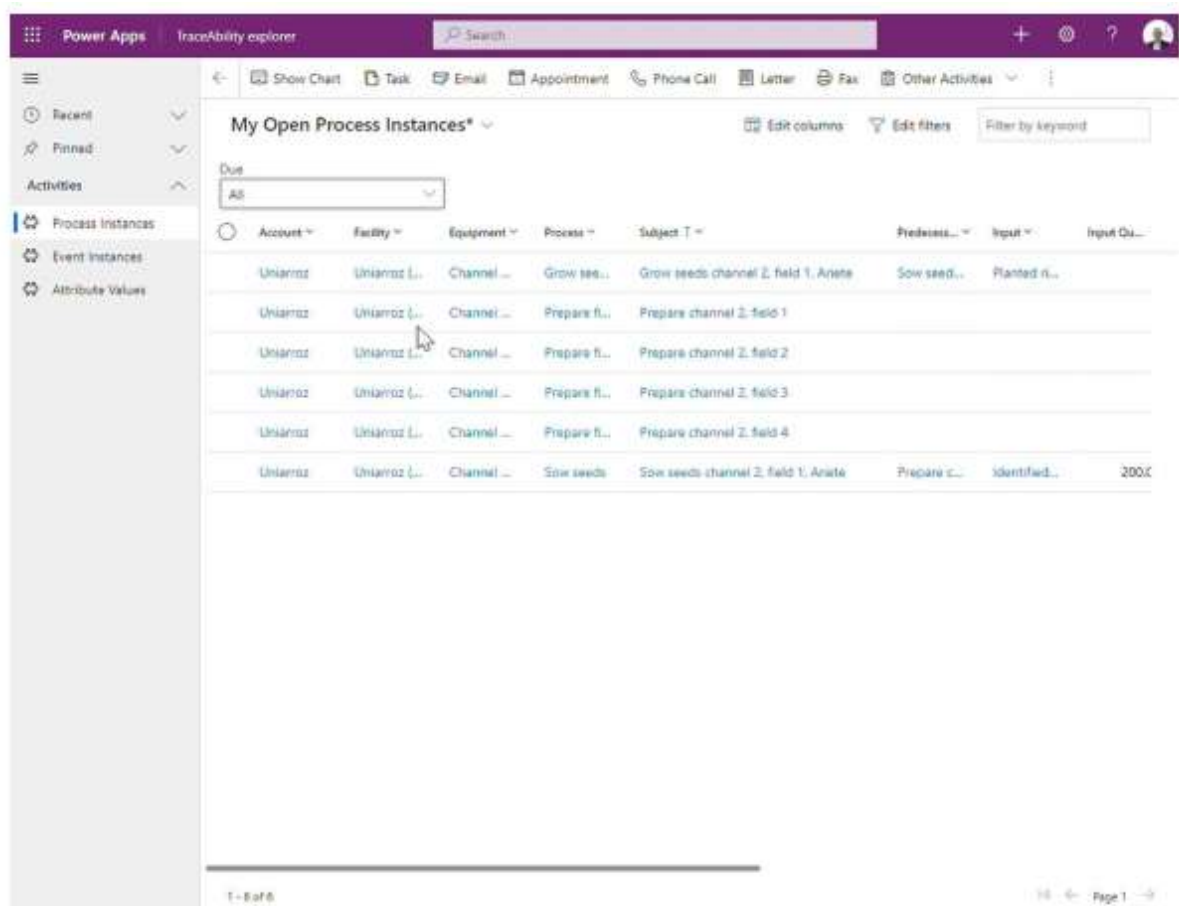 Power Apps TraceAbility explorer Search
Show Chart Task Email Appointment Phone Call Letter Fax Other Activities
Recent
Pinned
Activities
Process Instances
Event Instances
Attribute Values
My Open Process Instances* Edit columns Edit filters Filter by keyword
Due
All
Account Facility Equipment Process Subject Predecess... Input Input Qu...
Uniarroz Uniarroz (... Channel ... Grow see... Grow seeds channel 2, field 1, Ariete Sow seed... Planted ri...
Uniarroz Uniarroz (... Channel ... Prepare fi... Prepare channel 2, field 1
Uniarroz Uniarroz (... Channel ... Prepare fi... Prepare channel 2, field 2
Uniarroz Uniarroz (... Channel ... Prepare fi... Prepare channel 2, field 3
Uniarroz Uniarroz (... Channel ... Prepare fi... Prepare channel 2, field 4
Uniarroz Uniarroz (... Channel ... Sow seeds Sow seeds channel 2, field 1, Ariete Prepare c... Identified... 200.0
1 - 6 of 6 Page 1